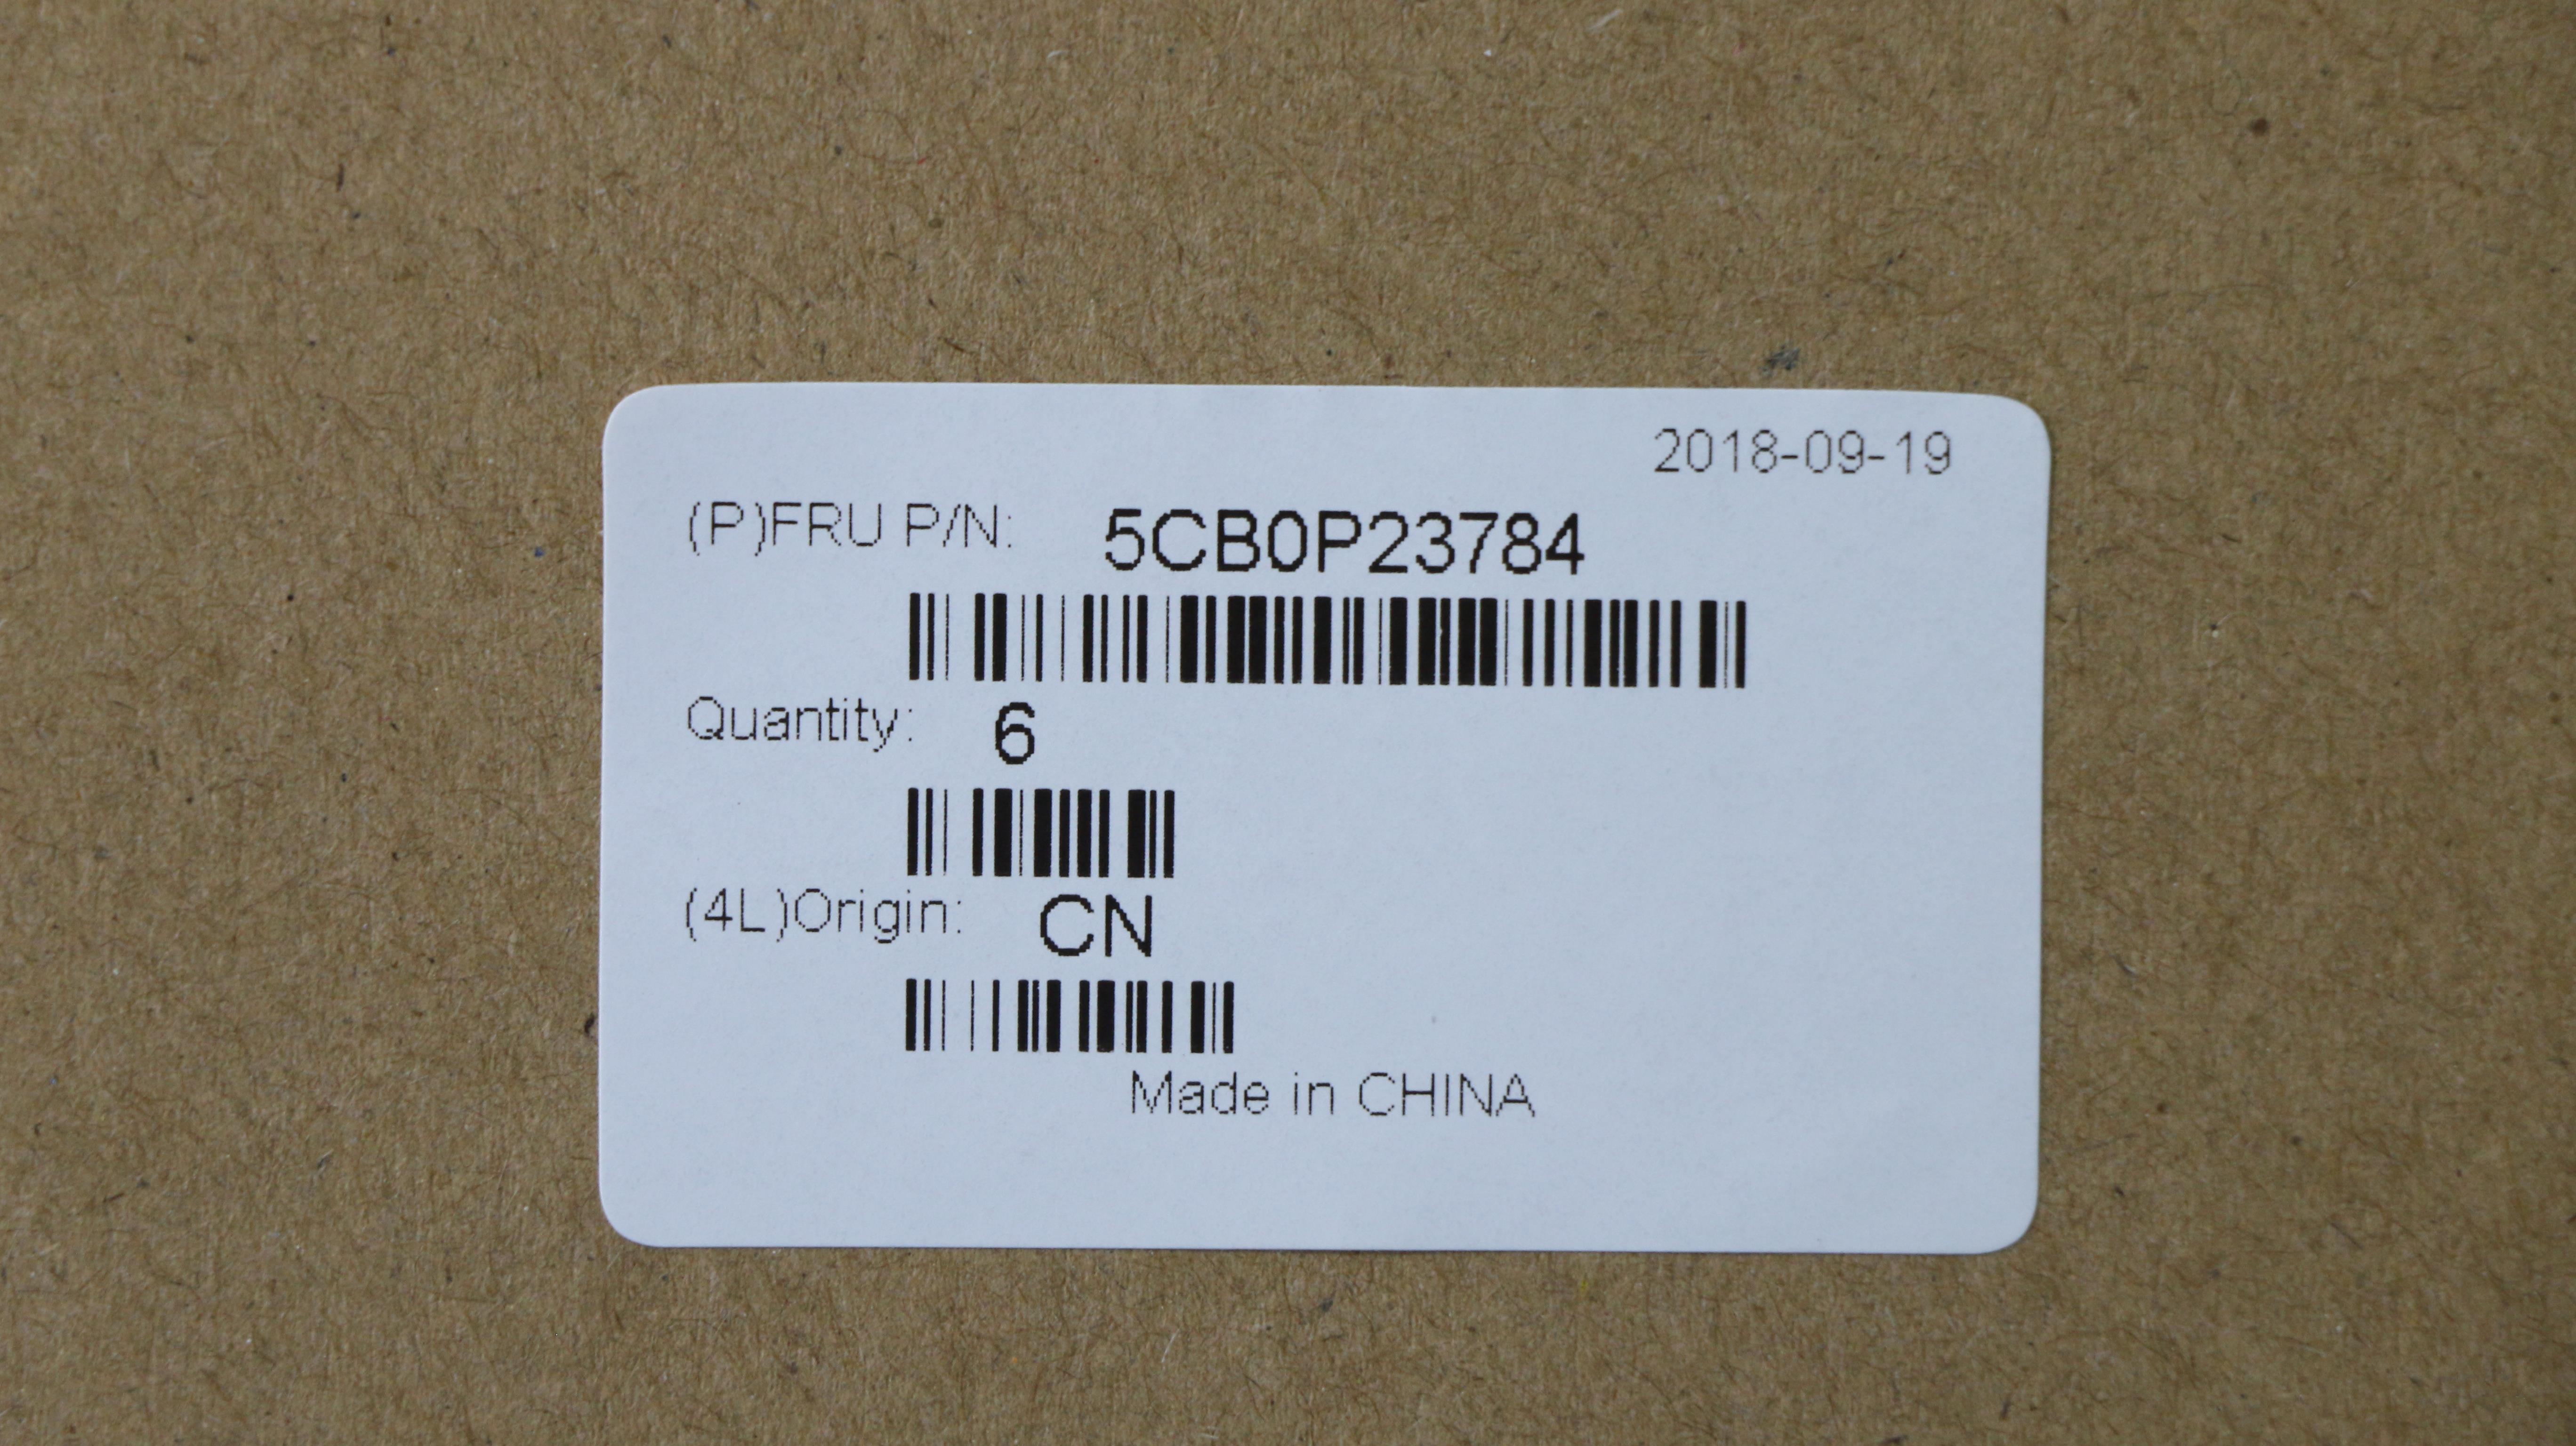 2018-09-19
(P)FRU P/N: 5CB0P23784
Quantity: 6
(4L)Origin: CN
Made in CHINA